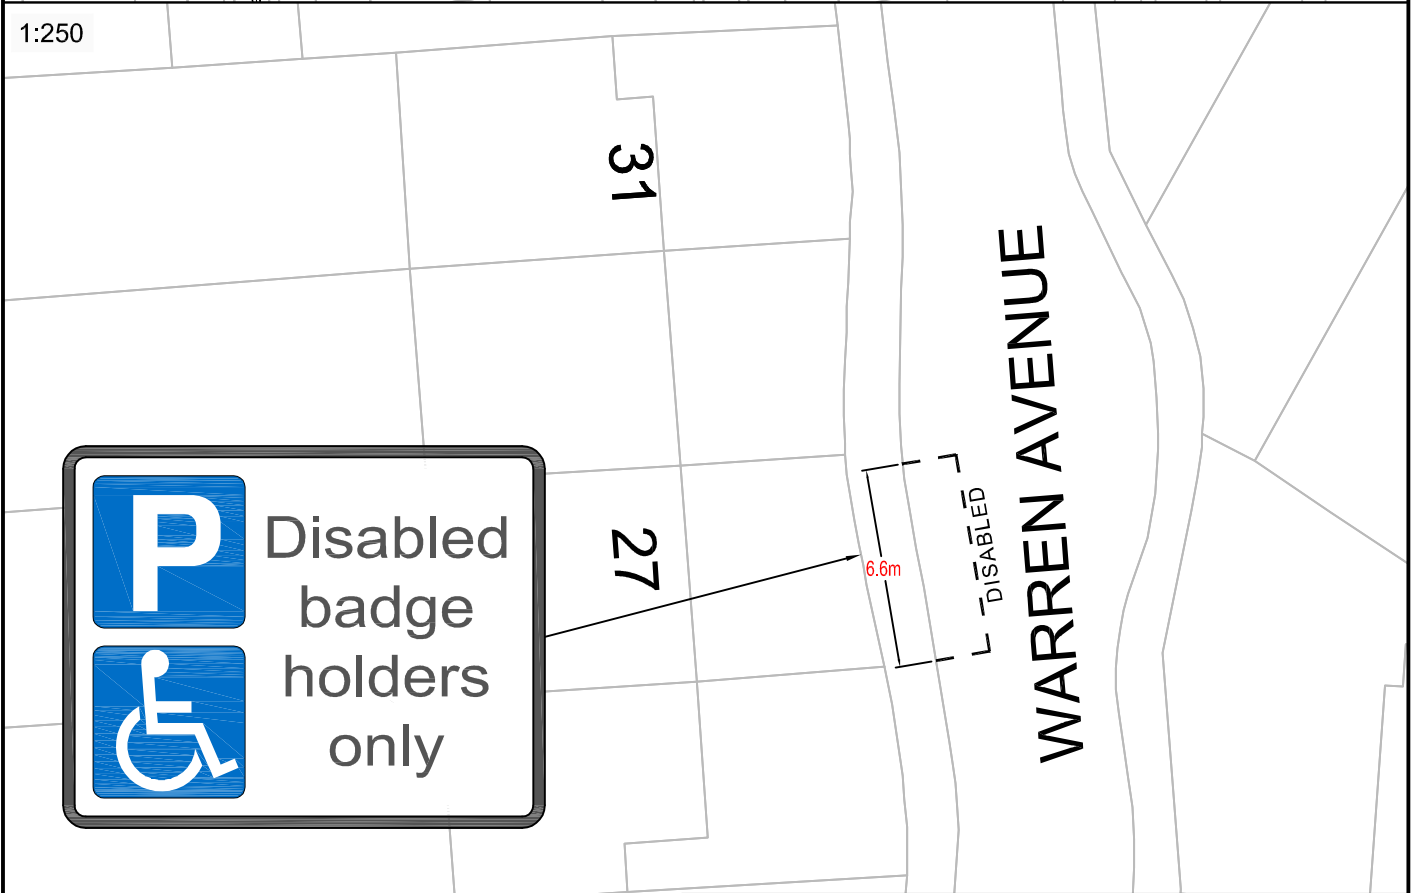 1:250
31
WARREN AVENUE
P
Disabled
badge
holders
only
27
6.6m
DISABLED